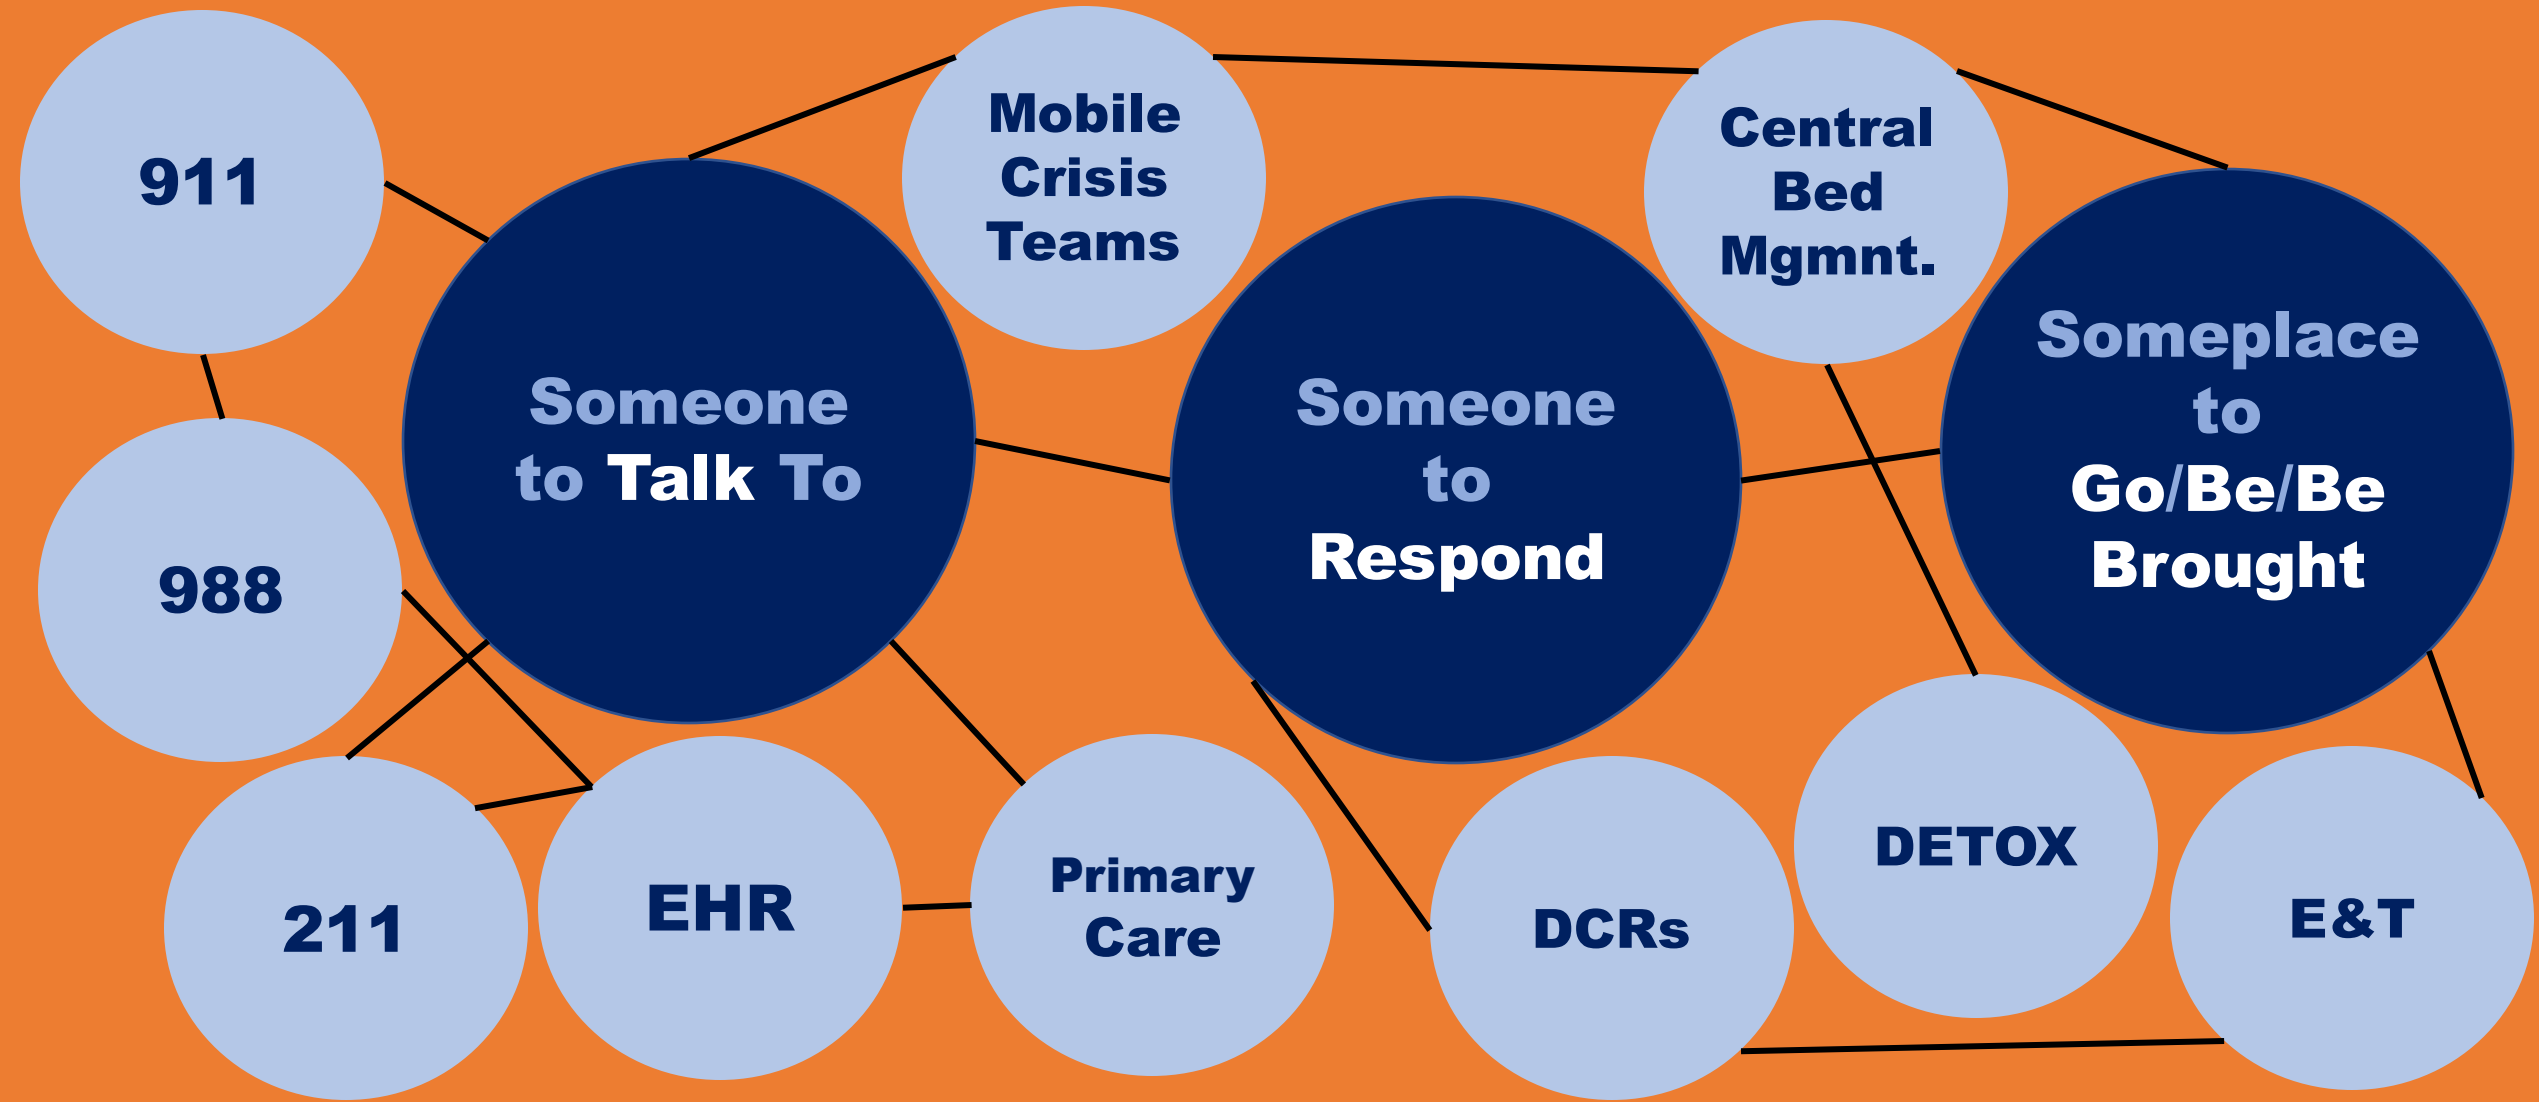 911
Mobile
Crisis
Teams
Central
Bed
Mgmnt.
Someone
to Talk To
Someone
to
Respond
Someplace
to
Go/Be/Be
Brought
988
211
EHR
Primary
Care
DCRs
DETOX
E&T